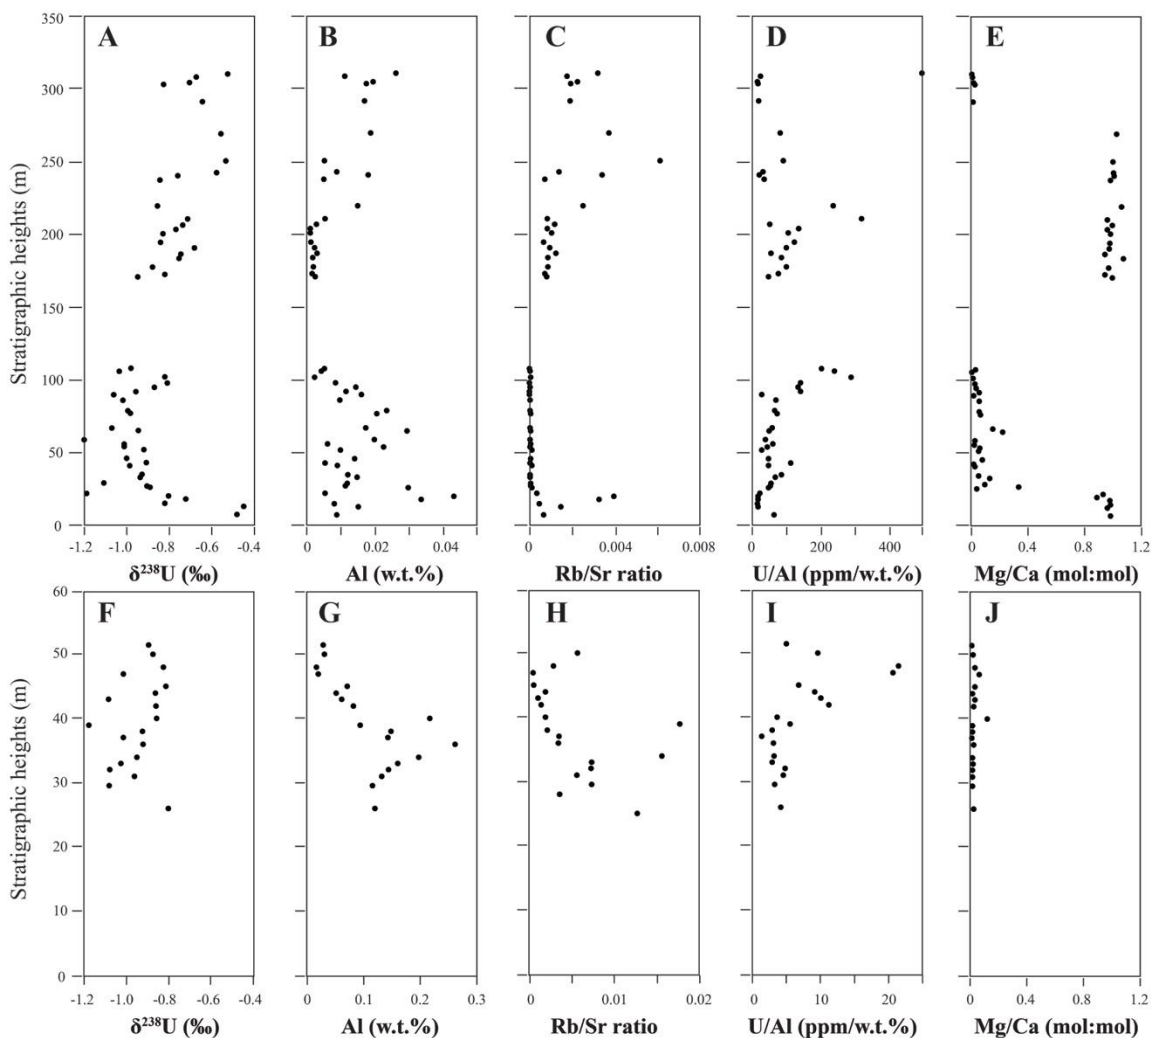 A B C D E
Stratigraphic heights (m)
350
300
250
200
150
100
50
0
-1.2 -1.0 -0.8 -0.6 -0.4
0 0.02 0.04 0.06
0 0.004 0.008
0 200 400
0 0.4 0.8 1.2
δ²³⁸U (‰) Al (w.t.%) Rb/Sr ratio U/Al (ppm/w.t.%) Mg/Ca (mol:mol)
F G H I J
Stratigraphic heights (m)
60
50
40
30
20
10
0
-1.2 -1.0 -0.8 -0.6 -0.4
0 0.1 0.2 0.3
0 0.01 0.02
0 10 20
0 0.4 0.8 1.2
δ²³⁸U (‰) Al (w.t.%) Rb/Sr ratio U/Al (ppm/w.t.%) Mg/Ca (mol:mol)